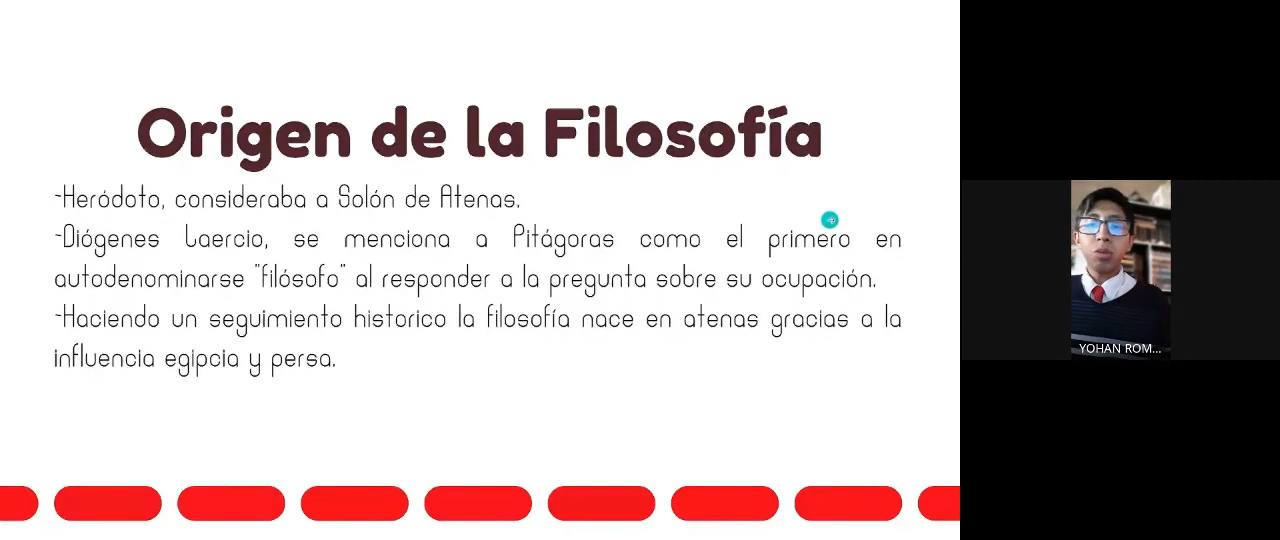 Origen de la Filosofía
-Heródoto, consideraba a Solón de Atenas.
-Diógenes Laercio, se menciona a Pitágoras como el primero en
autodenominarse "filósofo" al responder a la pregunta sobre su ocupación.
-Haciendo un seguimiento historico la filosofía nace en atenas gracias a la
influencia egipcia y persa.
YOHAN ROM...